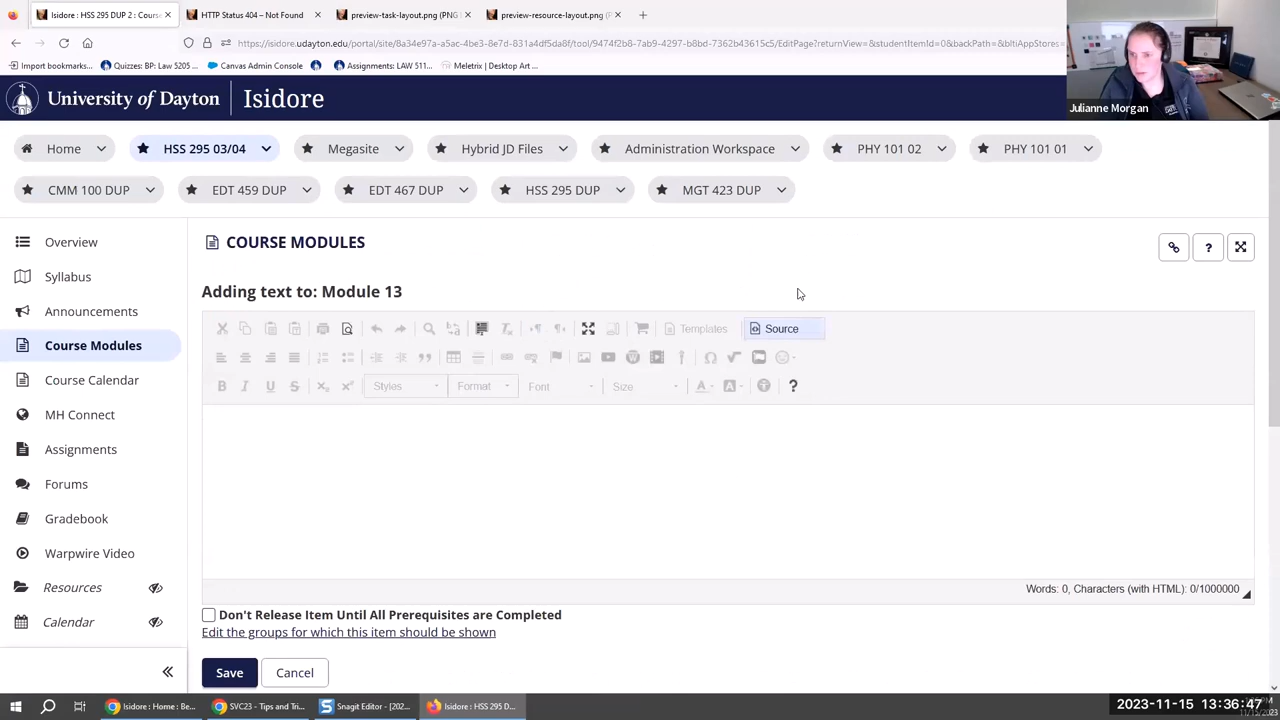 Isidore : HSS 295 DUP 2 : Cours
HTTP Status 404 – Not Found
preview-task-layout.png (PNG I
preview-resource-layout.png (P
Import bookmarks...
Quizzes: BP: Law 5205 ...
Canvas Admin Console
Assignments: LAW 511...
Meletrix | Desktop Art ...
Julianne Morgan
University of Dayton
Isidore
Home
HSS 295 03/04
Megasite
Hybrid JD Files
Administration Workspace
PHY 101 02
PHY 101 01
CMM 100 DUP
EDT 459 DUP
EDT 467 DUP
HSS 295 DUP
MGT 423 DUP
Overview
Syllabus
Announcements
Course Modules
Course Calendar
MH Connect
Assignments
Forums
Gradebook
Warpwire Video
Resources
Calendar
COURSE MODULES
?
Adding text to: Module 13
Templates
Source
B I U S
Styles
Format
Font
Size
A
A
?
Words: 0, Characters (with HTML): 0/1000000
Don't Release Item Until All Prerequisites are Completed
Edit the groups for which this item should be shown
Save
Cancel
Isidore : Home : Be...
SVC23 - Tips and Tri...
Snagit Editor - [202...
Isidore : HSS 295 D...
2023-11-15 13:36:47